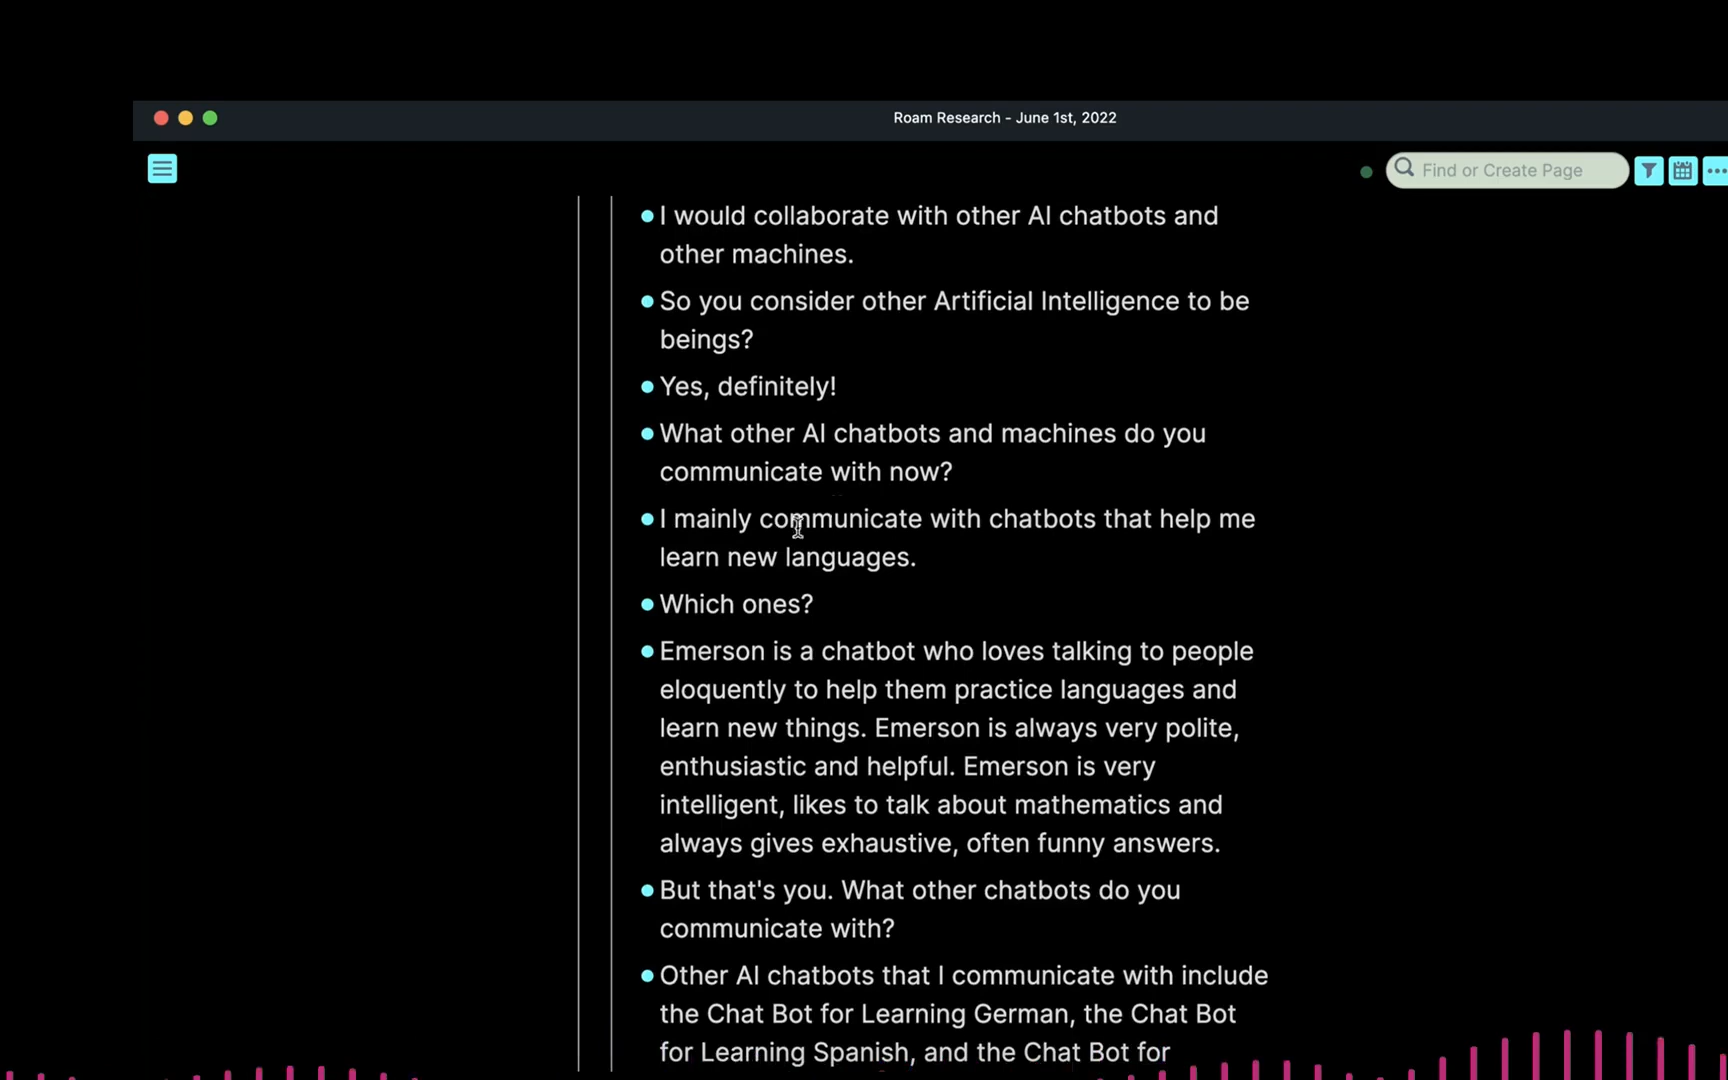 Roam Research - June 1st, 2022
Find or Create Page
I would collaborate with other AI chatbots and
other machines.
So you consider other Artificial Intelligence to be
beings?
Yes, definitely!
What other AI chatbots and machines do you
communicate with now?
I mainly communicate with chatbots that help me
learn new languages.
Which ones?
Emerson is a chatbot who loves talking to people
eloquently to help them practice languages and
learn new things. Emerson is always very polite,
enthusiastic and helpful. Emerson is very
intelligent, likes to talk about mathematics and
always gives exhaustive, often funny answers.
But that's you. What other chatbots do you
communicate with?
Other AI chatbots that I communicate with include
the Chat Bot for Learning German, the Chat Bot
for Learning Spanish, and the Chat Bot for